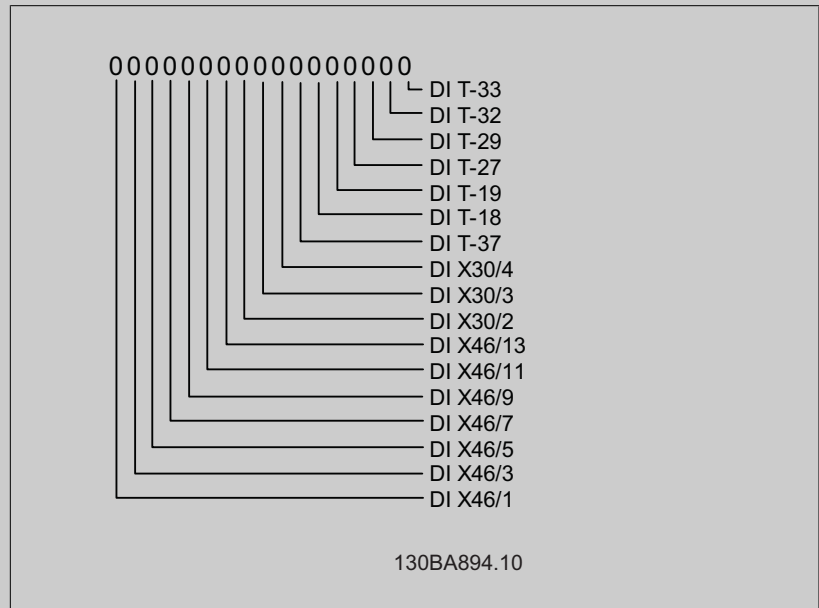 00000000000000000
DI T-33
DI T-32
DI T-29
DI T-27
DI T-19
DI T-18
DI T-37
DI X30/4
DI X30/3
DI X30/2
DI X46/13
DI X46/11
DI X46/9
DI X46/7
DI X46/5
DI X46/3
DI X46/1
130BA894.10